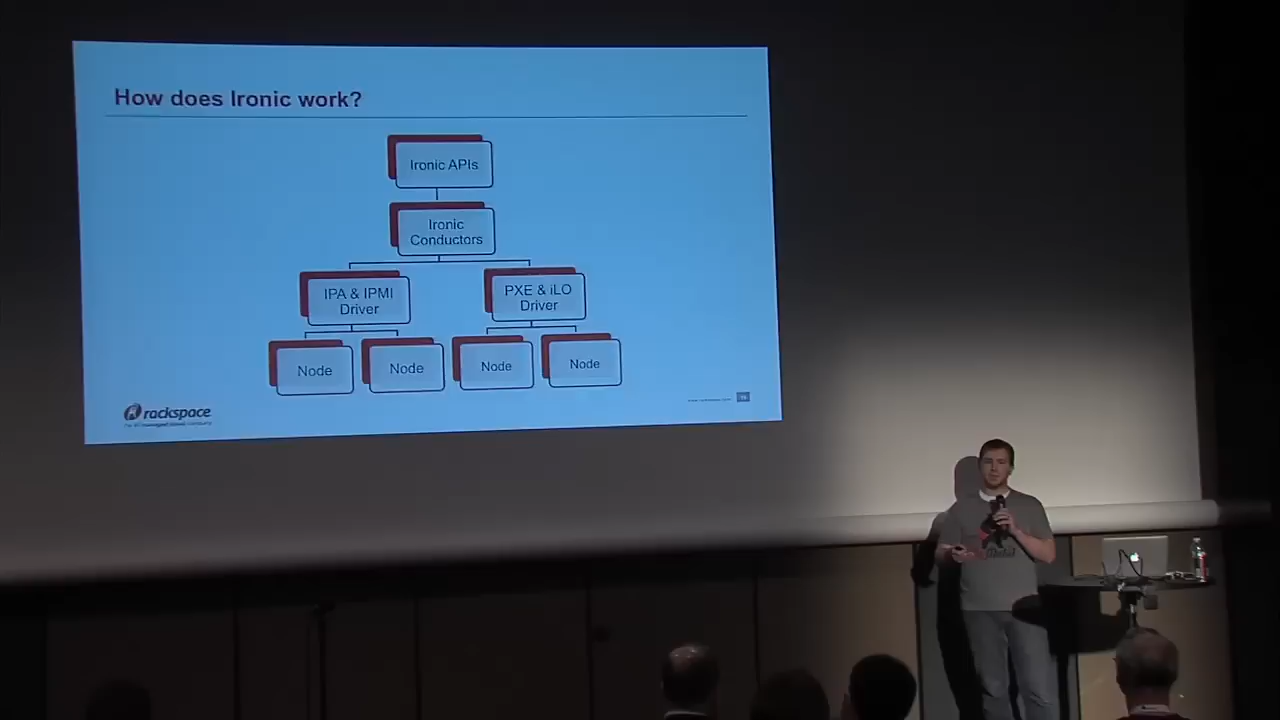 How does Ironic work?
Ironic APIs
Ironic
Conductors
IPA & IPMI
Driver
PXE & iLO
Driver
Node
Node
Node
Node
rackspace